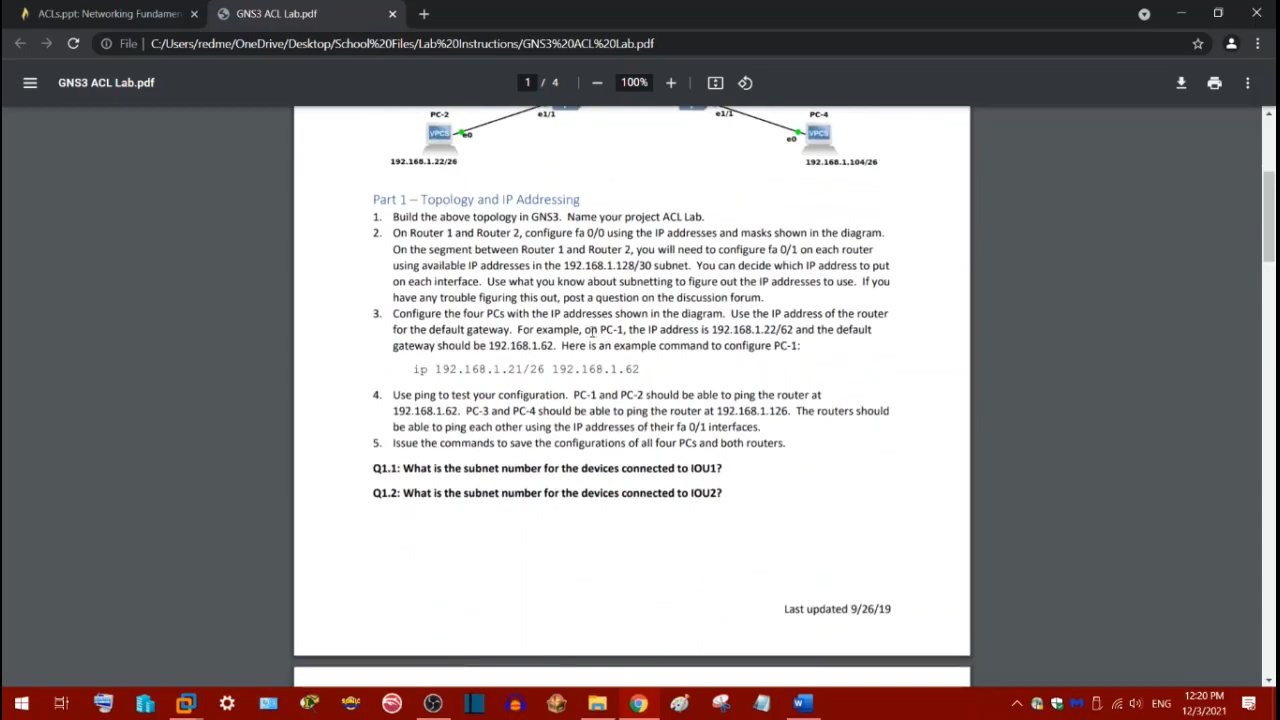 ACLs.ppt: Networking Fundamen
GNS3 ACL Lab.pdf
File
C:/Users/redme/OneDrive/Desktop/School%20Files/Lab%20Instructions/GNS3%20ACL%20Lab.pdf
GNS3 ACL Lab.pdf
1 / 4
100%
PC-2
e1/1
e1/1
PC-4
VPCS
e0
e0
VPCS
192.168.1.22/26
192.168.1.104/26
Part 1 – Topology and IP Addressing
1. Build the above topology in GNS3. Name your project ACL Lab.
2. On Router 1 and Router 2, configure fa 0/0 using the IP addresses and masks shown in the diagram.
On the segment between Router 1 and Router 2, you will need to configure fa 0/1 on each router
using available IP addresses in the 192.168.1.128/30 subnet. You can decide which IP address to put
on each interface. Use what you know about subnetting to figure out the IP addresses to use. If you
have any trouble figuring this out, post a question on the discussion forum.
3. Configure the four PCs with the IP addresses shown in the diagram. Use the IP address of the router
for the default gateway. For example, on PC-1, the IP address is 192.168.1.22/62 and the default
gateway should be 192.168.1.62. Here is an example command to configure PC-1:
ip 192.168.1.21/26 192.168.1.62
4. Use ping to test your configuration. PC-1 and PC-2 should be able to ping the router at
192.168.1.62. PC-3 and PC-4 should be able to ping the router at 192.168.1.126. The routers should
be able to ping each other using the IP addresses of their fa 0/1 interfaces.
5. Issue the commands to save the configurations of all four PCs and both routers.
Q1.1: What is the subnet number for the devices connected to IOU1?
Q1.2: What is the subnet number for the devices connected to IOU2?
Last updated 9/26/19
ENG
12:20 PM
12/3/2021